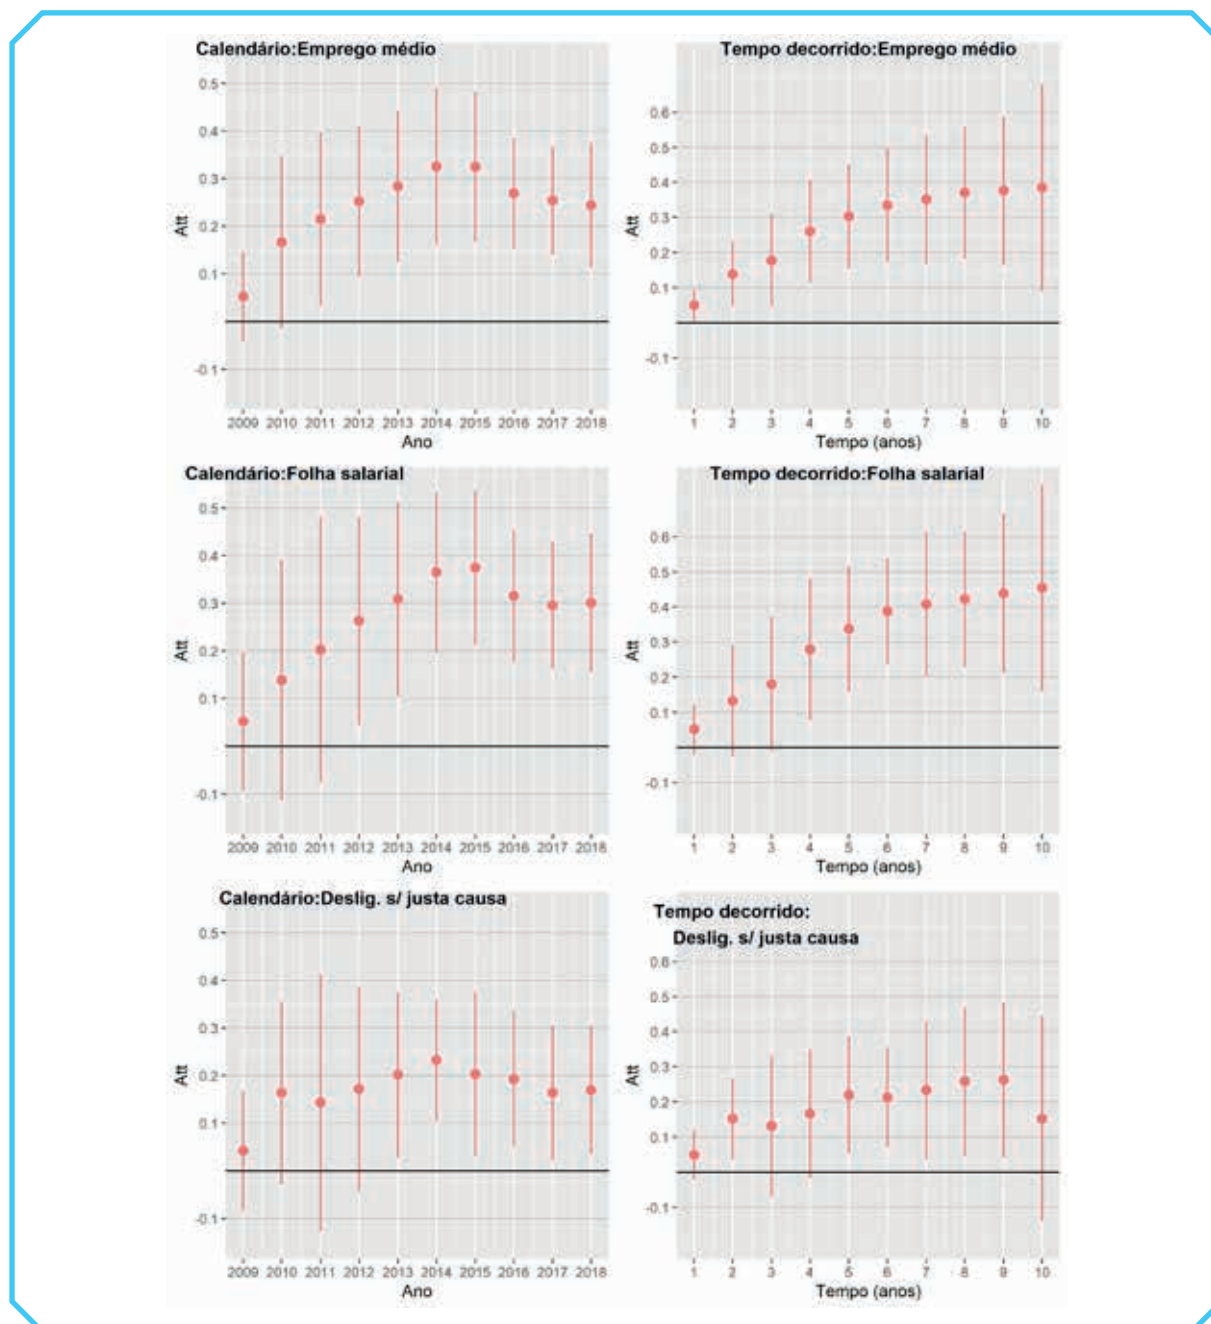 Calendário:Emprego médio
0.5
0.4
0.3
0.2
0.1
-0.1
Att
2009 2010 2011 2012 2013 2014 2015 2016 2017 2018
Ano
Tempo decorrido:Emprego médio
0.6
0.5
0.4
0.3
0.2
0.1
-0.1
Att
1 2 3 4 5 6 7 8 9 10
Tempo (anos)
Calendário:Folha salarial
0.5
0.4
0.3
0.2
0.1
-0.1
Att
2009 2010 2011 2012 2013 2014 2015 2016 2017 2018
Ano
Tempo decorrido:Folha salarial
0.6
0.5
0.4
0.3
0.2
0.1
-0.1
Att
1 2 3 4 5 6 7 8 9 10
Tempo (anos)
Calendário:Deslig. s/ justa causa
0.5
0.4
0.3
0.2
0.1
-0.1
Att
2009 2010 2011 2012 2013 2014 2015 2016 2017 2018
Ano
Tempo decorrido:
Deslig. s/ justa causa
0.6
0.5
0.4
0.3
0.2
0.1
-0.1
Att
1 2 3 4 5 6 7 8 9 10
Tempo (anos)